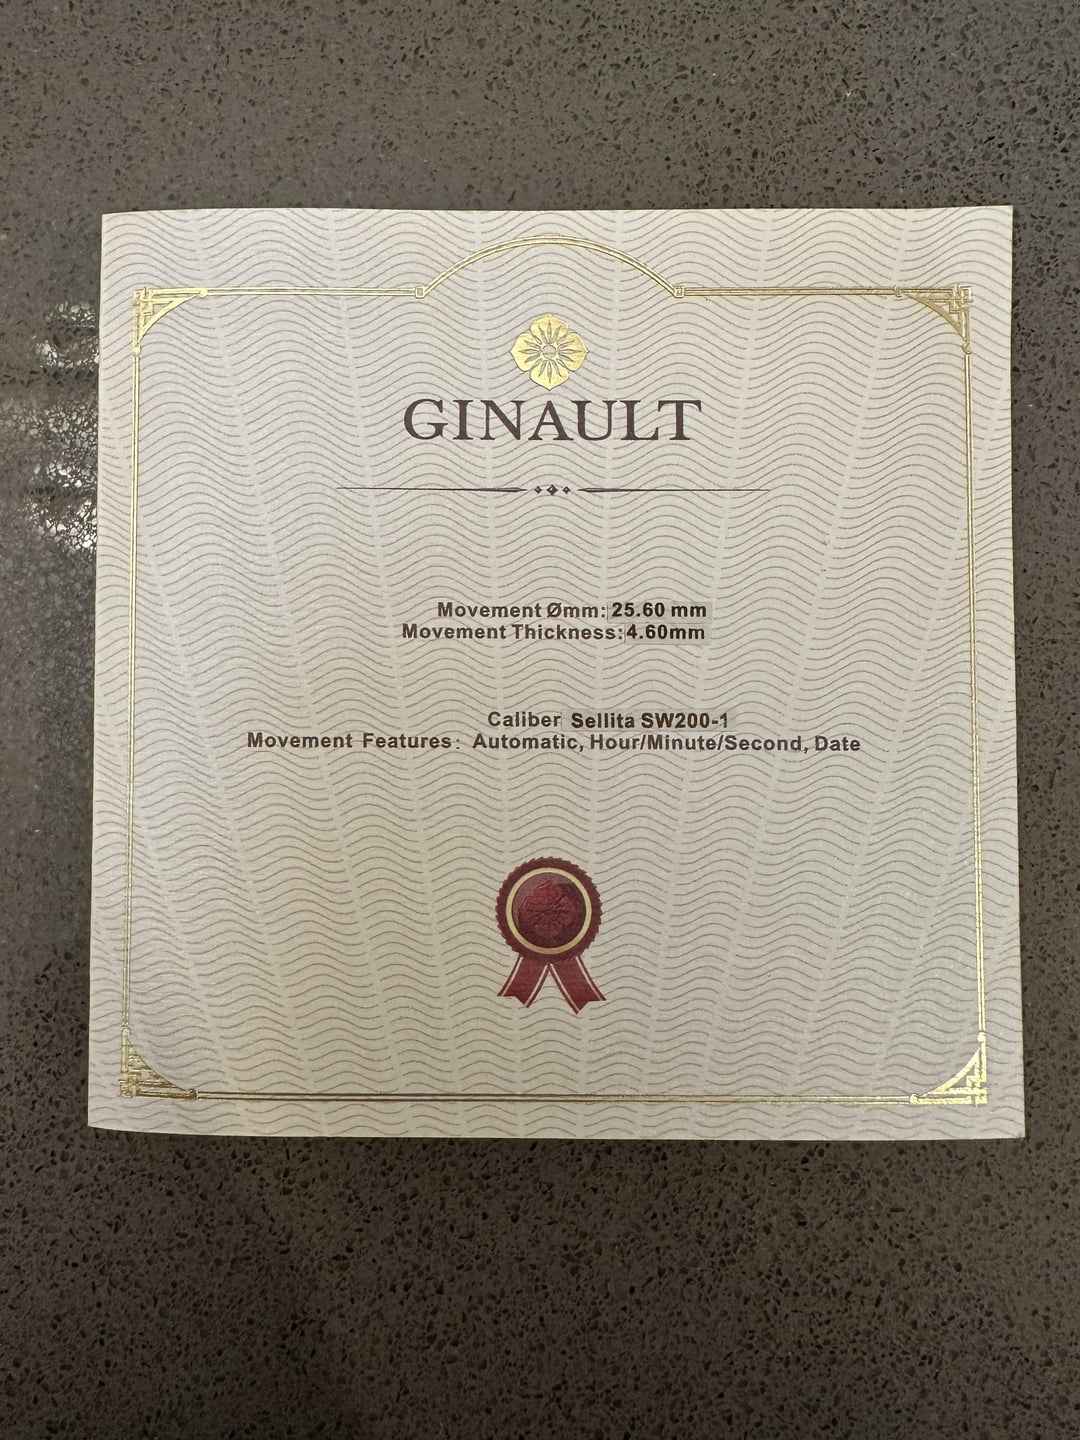 GINAULT
Movement Ømm: 25.60 mm
Movement Thickness: 4.60mm
Caliber Sellita SW200-1
Movement Features: Automatic, Hour/Minute/Second, Date